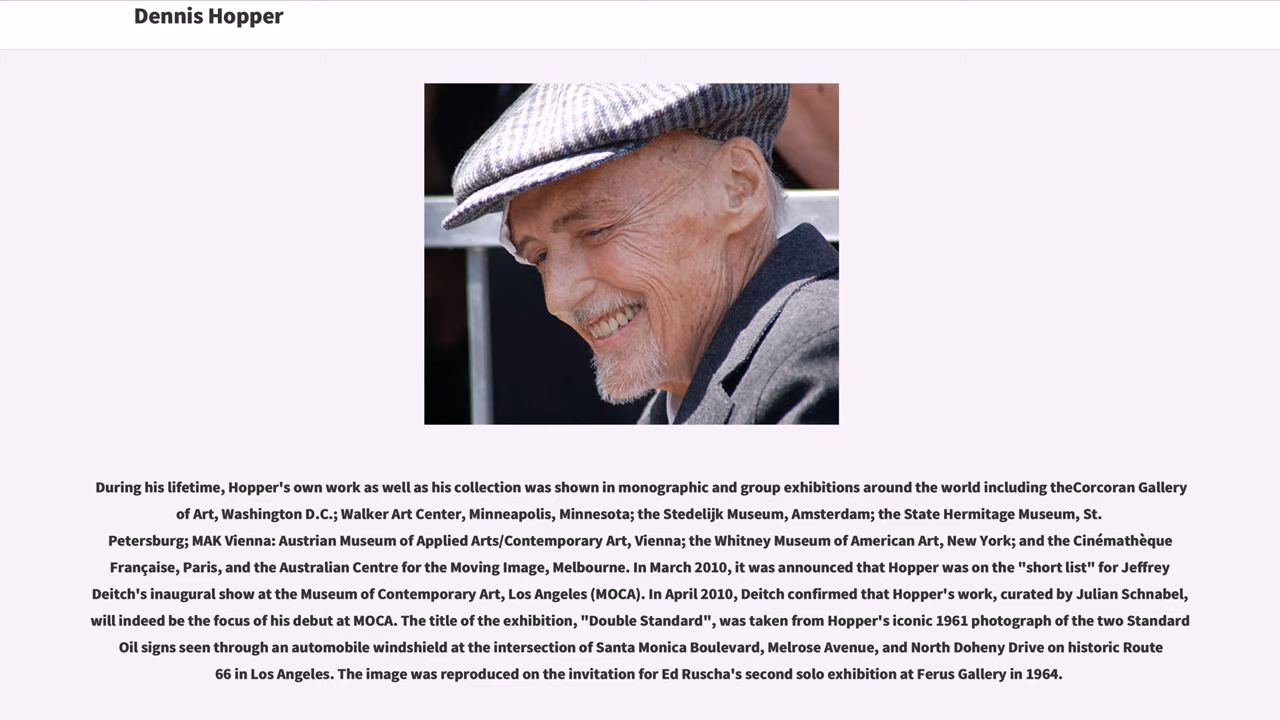 Dennis Hopper
During his lifetime, Hopper's own work as well as his collection was shown in monographic and group exhibitions around the world including theCorcoran Gallery
of Art, Washington D.C.; Walker Art Center, Minneapolis, Minnesota; the Stedelijk Museum, Amsterdam; the State Hermitage Museum, St.
Petersburg; MAK Vienna: Austrian Museum of Applied Arts/Contemporary Art, Vienna; the Whitney Museum of American Art, New York; and the Cinémathèque
Française, Paris, and the Australian Centre for the Moving Image, Melbourne. In March 2010, it was announced that Hopper was on the "short list" for Jeffrey
Deitch's inaugural show at the Museum of Contemporary Art, Los Angeles (MOCA). In April 2010, Deitch confirmed that Hopper's work, curated by Julian Schnabel,
will indeed be the focus of his debut at MOCA. The title of the exhibition, "Double Standard", was taken from Hopper's iconic 1961 photograph of the two Standard
Oil signs seen through an automobile windshield at the intersection of Santa Monica Boulevard, Melrose Avenue, and North Doheny Drive on historic Route
66 in Los Angeles. The image was reproduced on the invitation for Ed Ruscha's second solo exhibition at Ferus Gallery in 1964.